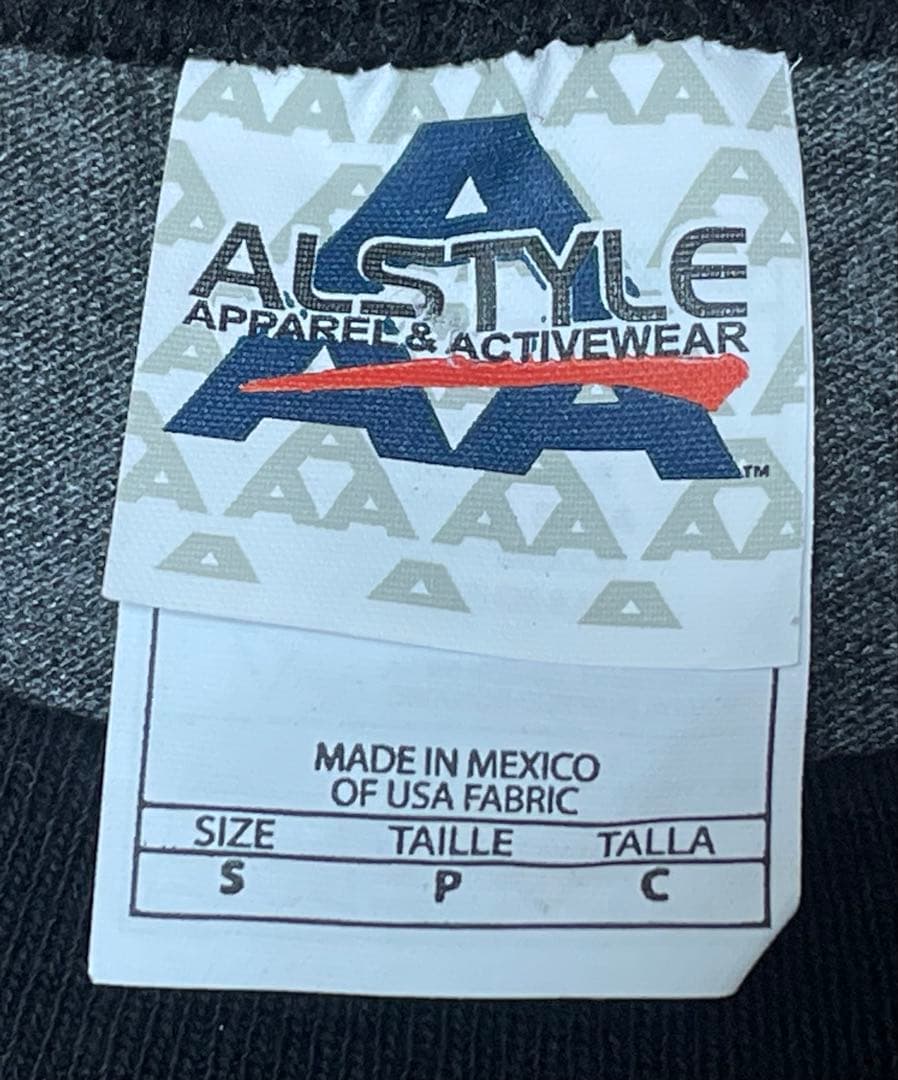 ALSTYLE
APPAREL & ACTIVEWEAR
TM
MADE IN MEXICO
OF USA FABRIC
SIZE TAILLE TALLA
S P C